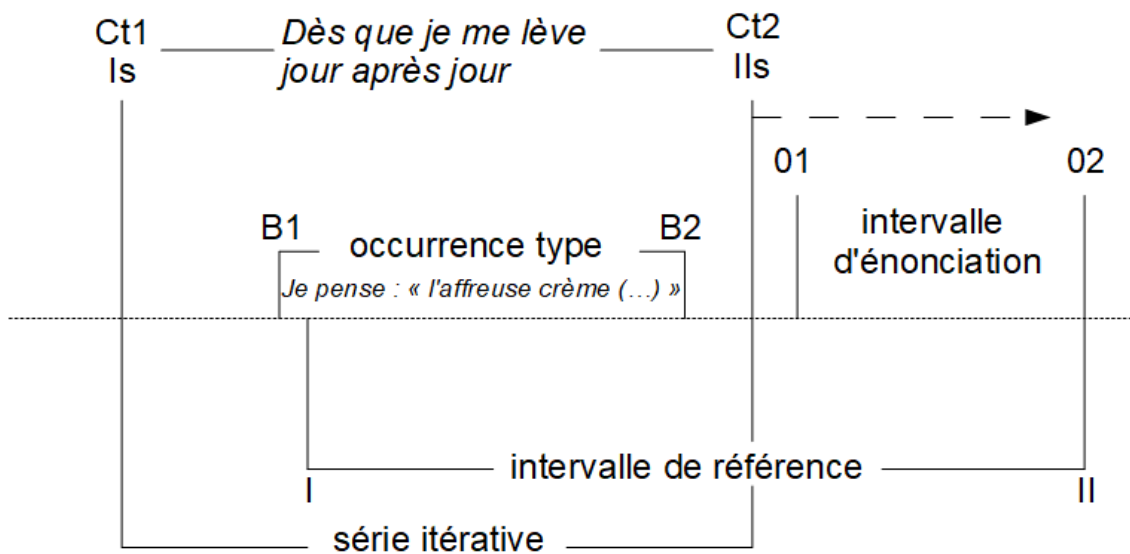 Ct1 Dès que je me lève Ct2
Is jour après jour IIs
01 02
B1 occurrence type B2 intervalle
d'énonciation
Je pense : « l'affreuse crème (…) »
intervalle de référence
I II
série itérative